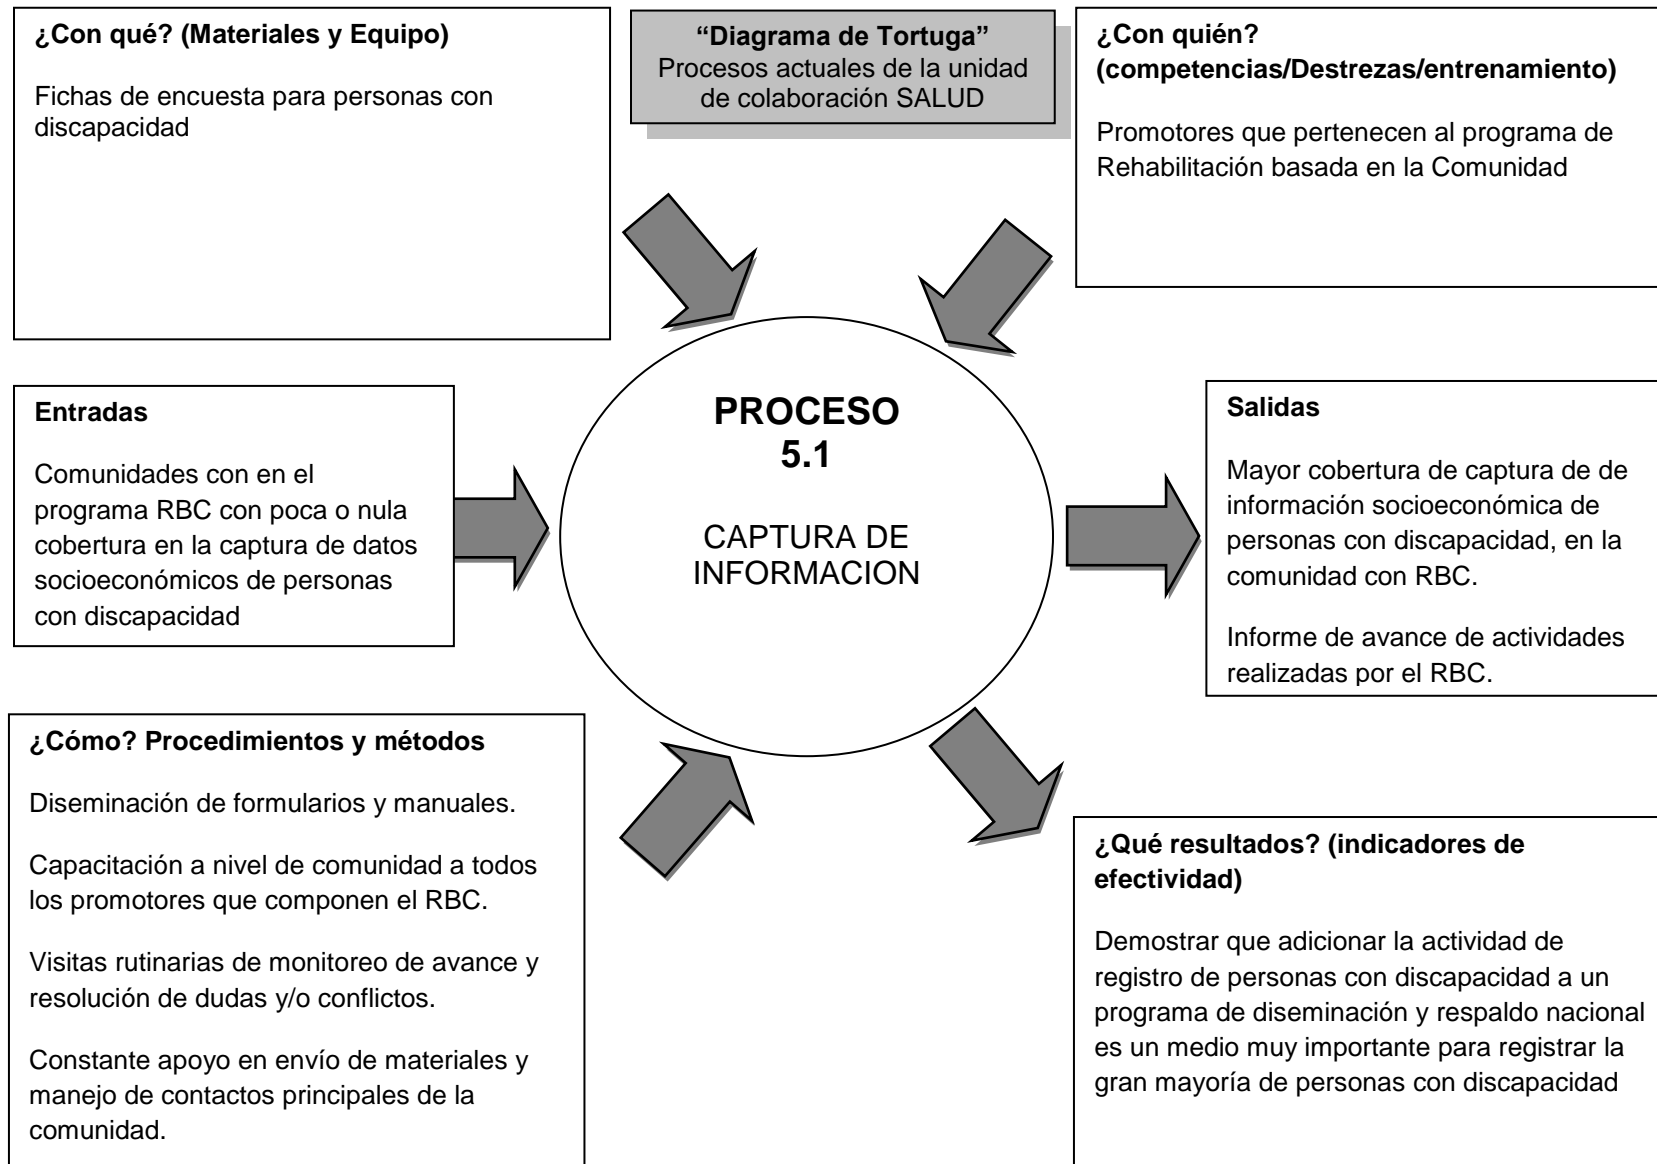 ¿Con qué? (Materiales y Equipo)
Fichas de encuesta para personas con
discapacidad
“Diagrama de Tortuga”
Procesos actuales de la unidad
de colaboración SALUD
¿Con quién?
(competencias/Destrezas/entrenamiento)
Promotores que pertenecen al programa de
Rehabilitación basada en la Comunidad
Entradas
Comunidades con en el
programa RBC con poca o nula
cobertura en la captura de datos
socioeconómicos de personas
con discapacidad
PROCESO
5.1
CAPTURA DE
INFORMACION
Salidas
Mayor cobertura de captura de de
información socioeconómica de
personas con discapacidad, en la
comunidad con RBC.
Informe de avance de actividades
realizadas por el RBC.
¿Cómo? Procedimientos y métodos
Diseminación de formularios y manuales.
Capacitación a nivel de comunidad a todos
los promotores que componen el RBC.
Visitas rutinarias de monitoreo de avance y
resolución de dudas y/o conflictos.
Constante apoyo en envío de materiales y
manejo de contactos principales de la
comunidad.
¿Qué resultados? (indicadores de
efectividad)
Demostrar que adicionar la actividad de
registro de personas con discapacidad a un
programa de diseminación y respaldo nacional
es un medio muy importante para registrar la
gran mayoría de personas con discapacidad